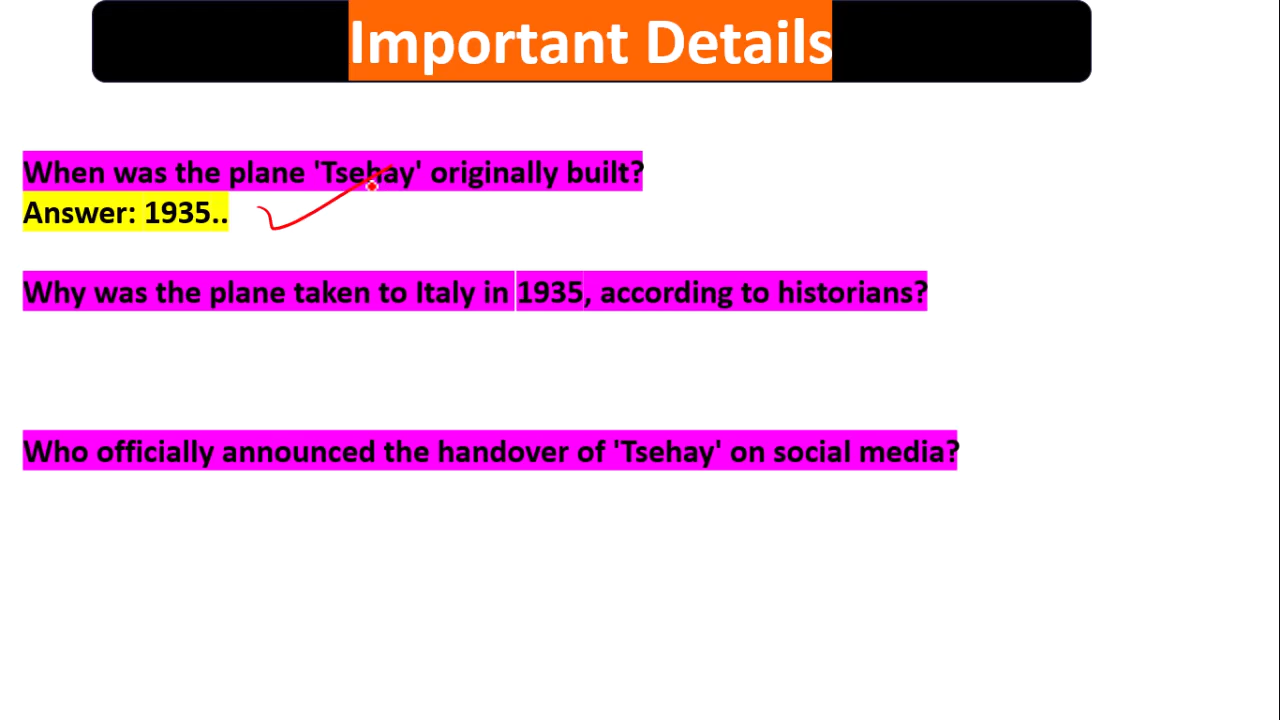 Important Details
When was the plane 'Tsehay' originally built?
Answer: 1935..
Why was the plane taken to Italy in 1935, according to historians?
Who officially announced the handover of 'Tsehay' on social media?